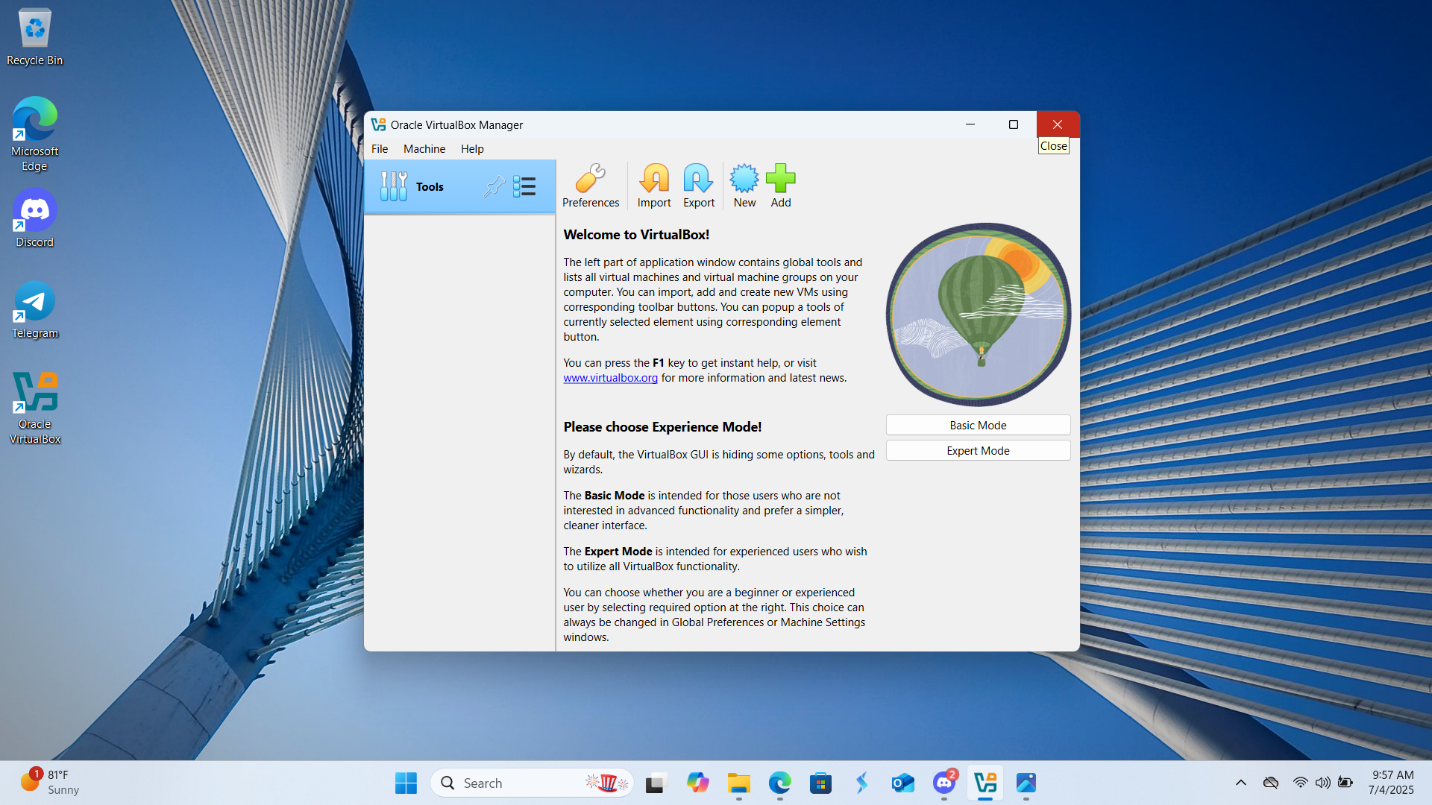 Recycle Bin
Microsoft
Edge
Discord
Telegram
Oracle
VirtualBox
Oracle VirtualBox Manager
Close
File Machine Help
Tools
Preferences Import Export New Add
Welcome to VirtualBox!
The left part of application window contains global tools and
lists all virtual machines and virtual machine groups on your
computer. You can import, add and create new VMs using
corresponding toolbar buttons. You can popup a tools of
currently selected element using corresponding element
button.
You can press the F1 key to get instant help, or visit
www.virtualbox.org for more information and latest news.
Please choose Experience Mode!
By default, the VirtualBox GUI is hiding some options, tools and
wizards.
The Basic Mode is intended for those users who are not
interested in advanced functionality and prefer a simpler,
cleaner interface.
The Expert Mode is intended for experienced users who wish
to utilize all VirtualBox functionality.
You can choose whether you are a beginner or experienced
user by selecting required option at the right. This choice can
always be changed in Global Preferences or Machine Settings
windows.
Basic Mode
Expert Mode
1
81°F
Sunny
Search
2
9:57 AM
7/4/2025